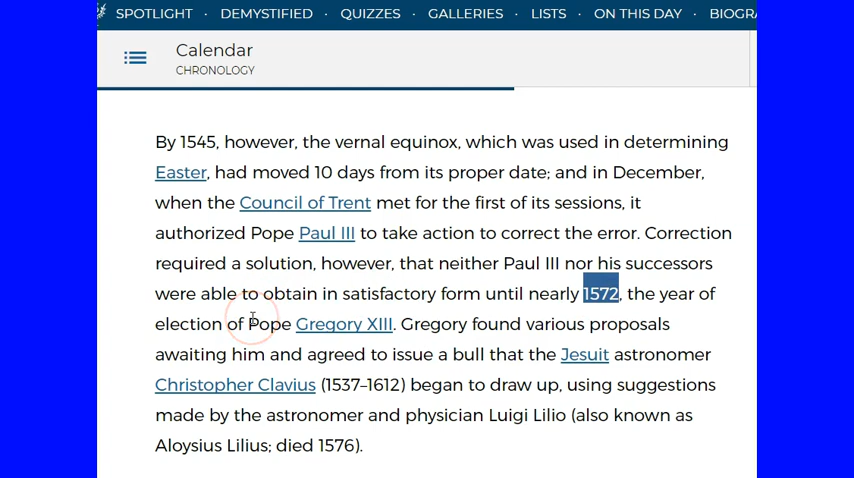 SPOTLIGHT · DEMYSTIFIED · QUIZZES · GALLERIES · LISTS · ON THIS DAY · BIOGRA
Calendar
CHRONOLOGY
By 1545, however, the vernal equinox, which was used in determining
Easter, had moved 10 days from its proper date; and in December,
when the Council of Trent met for the first of its sessions, it
authorized Pope Paul III to take action to correct the error. Correction
required a solution, however, that neither Paul III nor his successors
were able to obtain in satisfactory form until nearly 1572, the year of
election of Pope Gregory XIII. Gregory found various proposals
awaiting him and agreed to issue a bull that the Jesuit astronomer
Christopher Clavius (1537–1612) began to draw up, using suggestions
made by the astronomer and physician Luigi Lilio (also known as
Aloysius Lilius; died 1576).